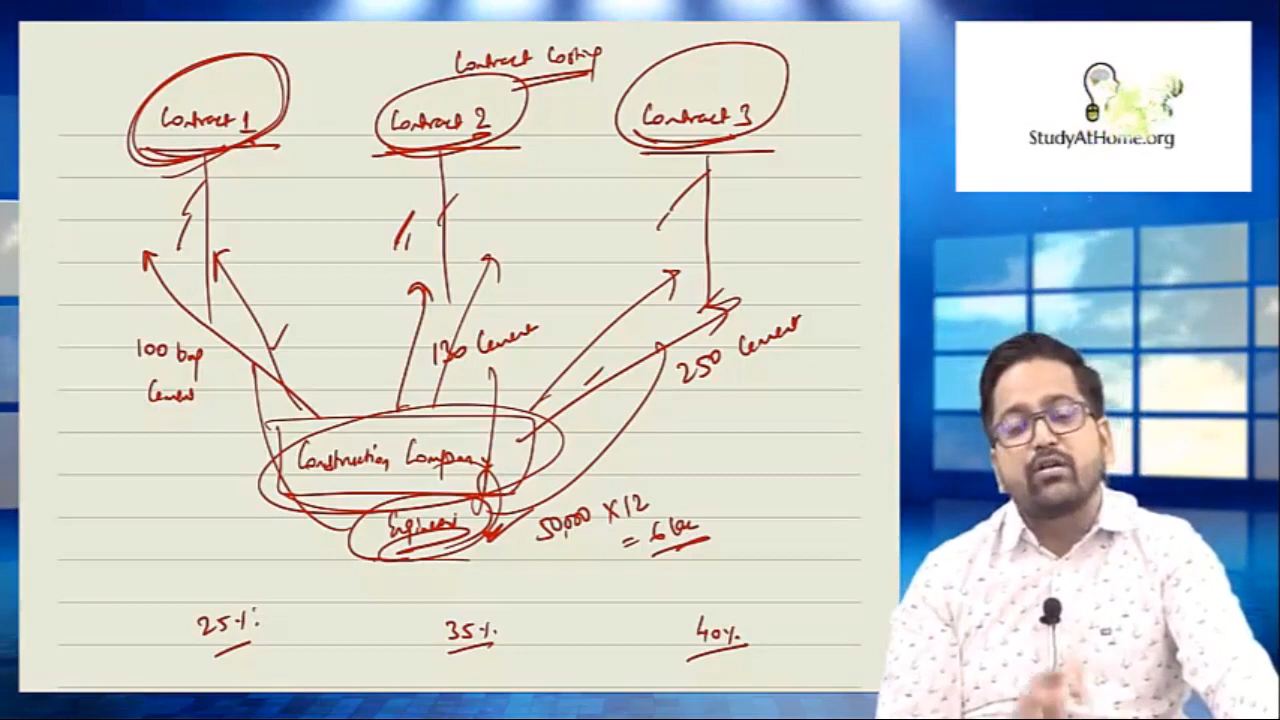 Contract Costing
Contract 1
Contract 2
Contract 3
StudyAtHome.org
100 bag
Cement
130 Cement
250 Cement
Construction Company
Engineer
50,000 X 12
= 6 lac
25%
35%
40%